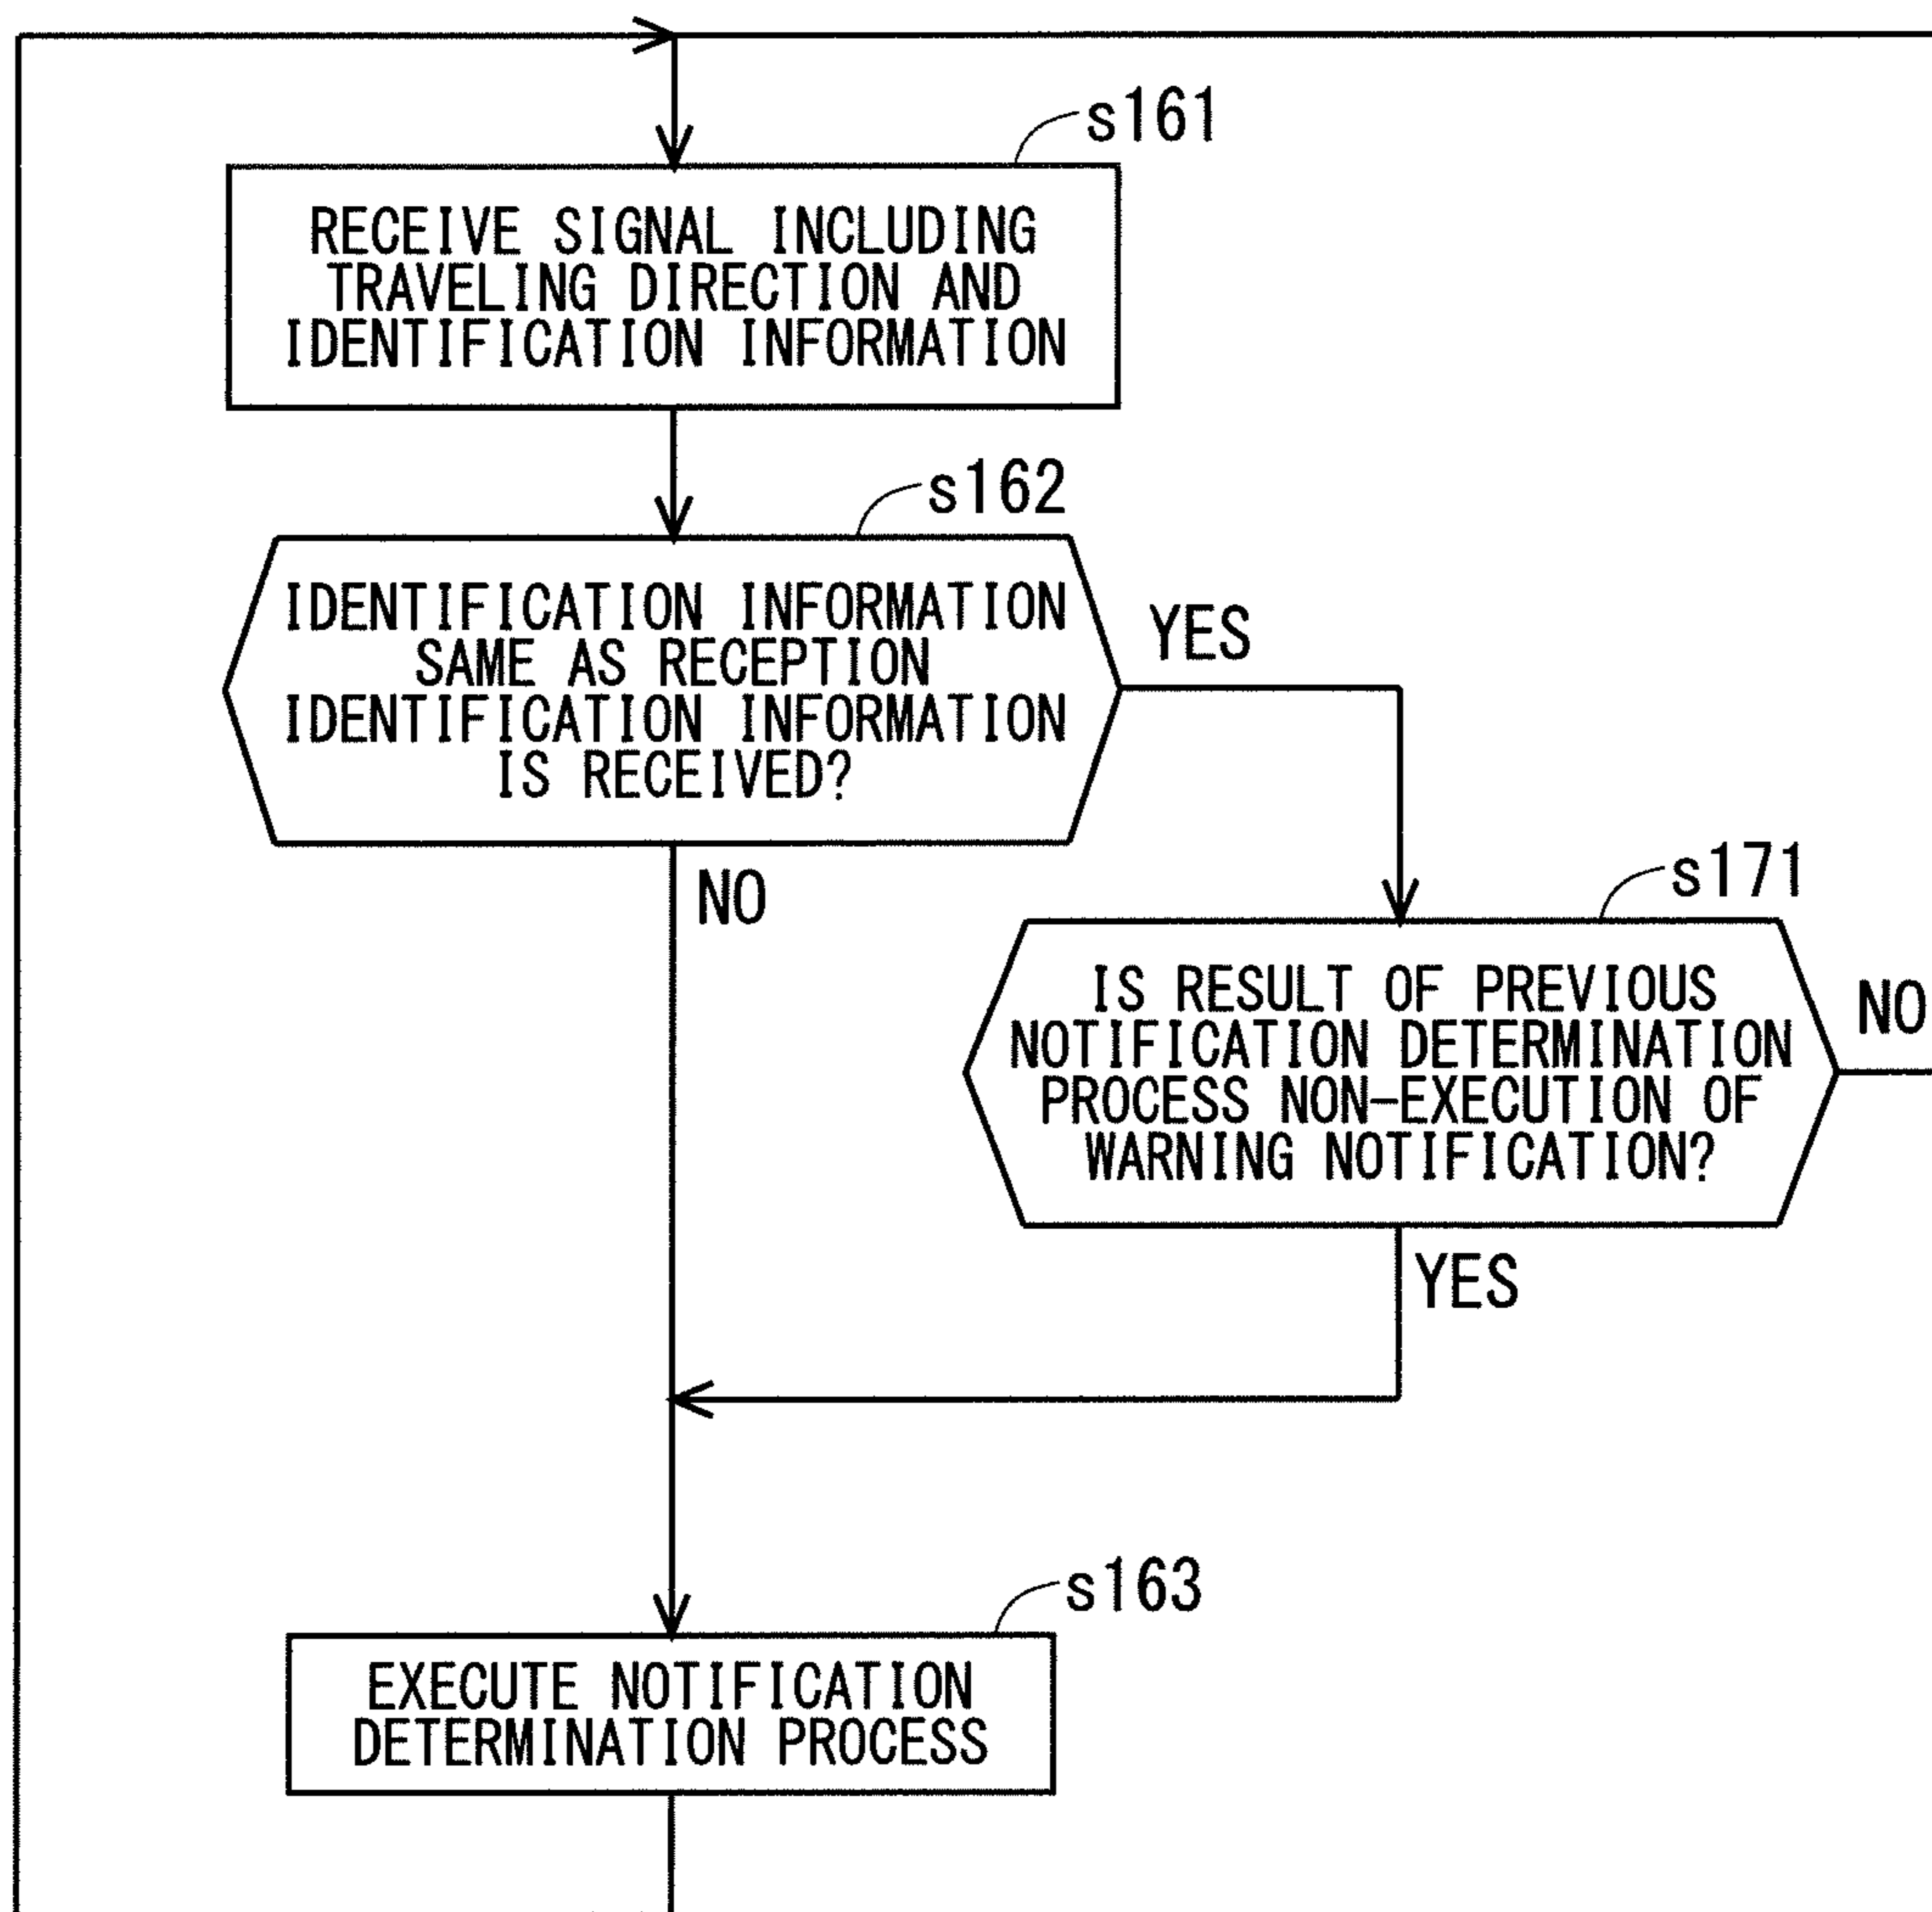 s161
RECEIVE SIGNAL INCLUDING
TRAVELING DIRECTION AND
IDENTIFICATION INFORMATION
s162
IDENTIFICATION INFORMATION
SAME AS RECEPTION
IDENTIFICATION INFORMATION
IS RECEIVED?
YES
NO
s171
IS RESULT OF PREVIOUS
NOTIFICATION DETERMINATION
PROCESS NON-EXECUTION OF
WARNING NOTIFICATION?
NO
YES
s163
EXECUTE NOTIFICATION
DETERMINATION PROCESS